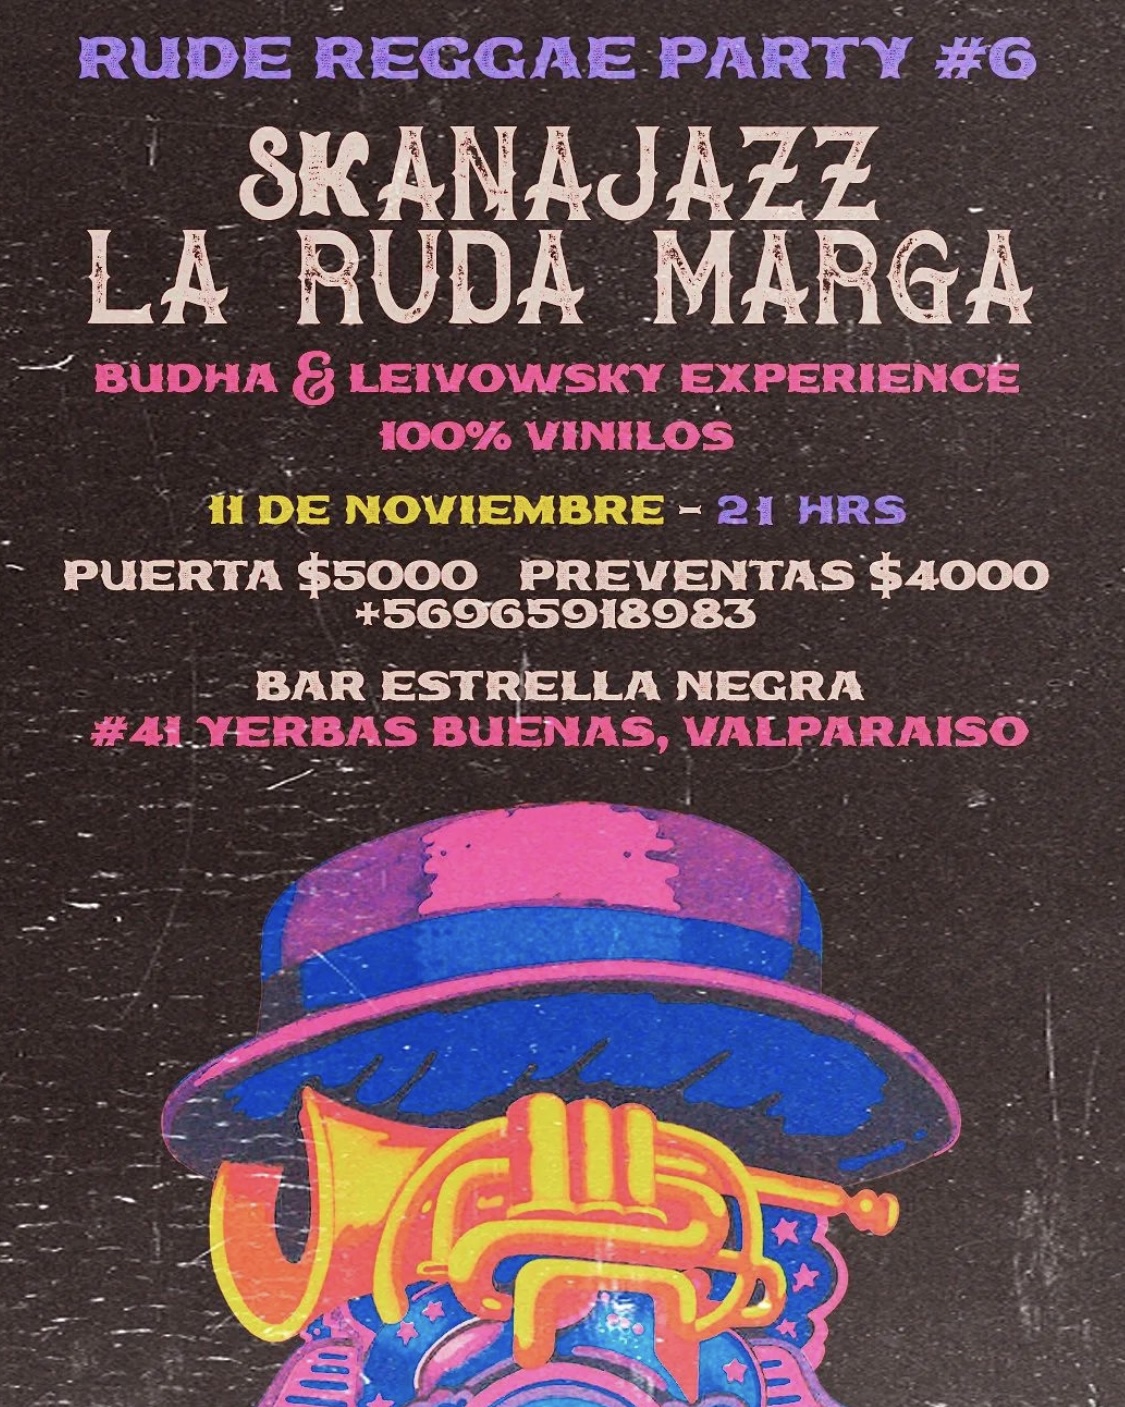 RUDE REGGAE PARTY #6
SKANAJAZZ
LA RUDA MARGA
BUDHA & LEIVOWSKY EXPERIENCE
100% VINILOS
11 DE NOVIEMBRE - 21 HRS
PUERTA $5000 PREVENTAS $4000
+56965918983
BAR ESTRELLA NEGRA
#41 YERBAS BUENAS, VALPARAISO